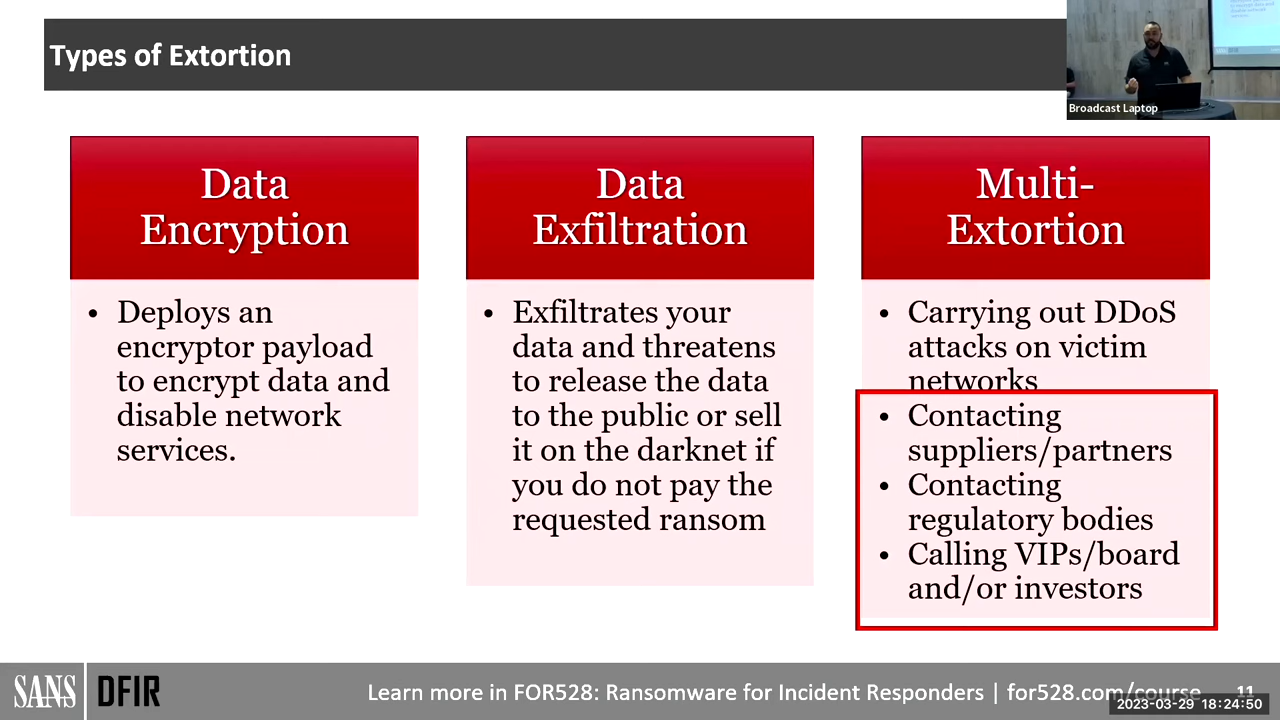 Types of Extortion
Broadcast Laptop
Data
Encryption
• Deploys an
encryptor payload
to encrypt data and
disable network
services.
Data
Exfiltration
• Exfiltrates your
data and threatens
to release the data
to the public or sell
it on the darknet if
you do not pay the
requested ransom
Multi-
Extortion
• Carrying out DDoS
attacks on victim
networks
• Contacting
suppliers/partners
• Contacting
regulatory bodies
• Calling VIPs/board
and/or investors
SANS DFIR
Learn more in FOR528: Ransomware for Incident Responders | for528.com/course 11
2023-03-29 18:24:50